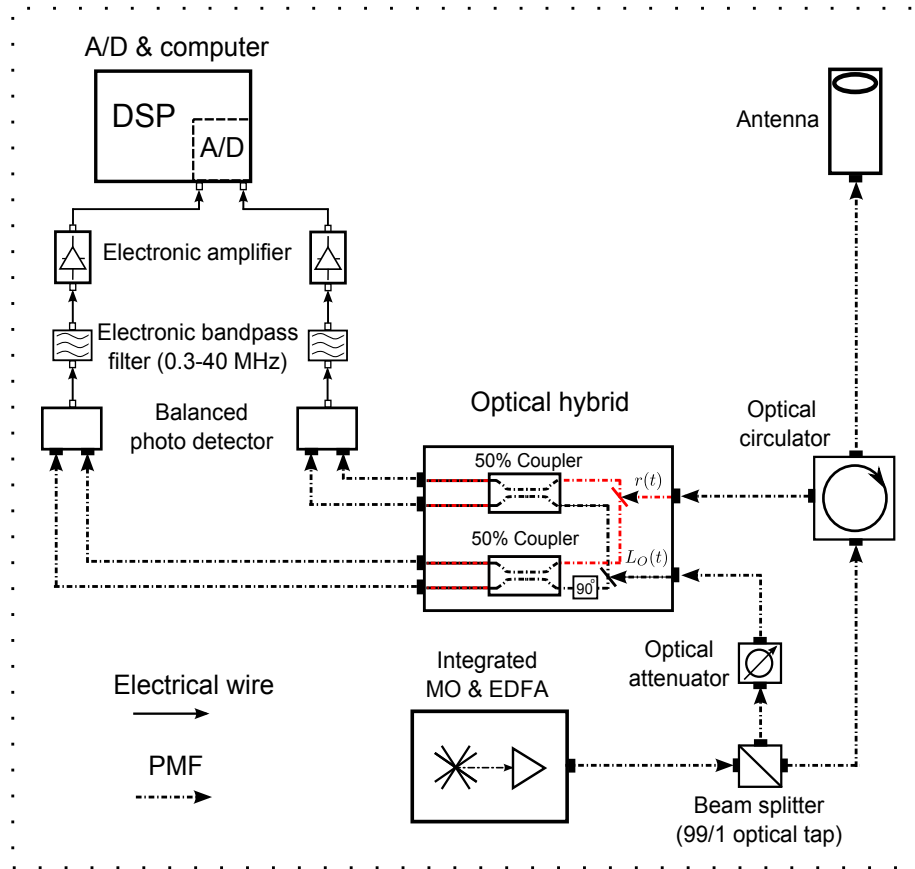 A/D & computer
DSP
A/D
Antenna
Electronic amplifier
Electronic bandpass
filter (0.3-40 MHz)
Balanced
photo detector
Optical hybrid
Optical
circulator
50% Coupler
r(t)
50% Coupler
L_O(t)
90°
Optical
attenuator
Integrated
MO & EDFA
Electrical wire
PMF
Beam splitter
(99/1 optical tap)